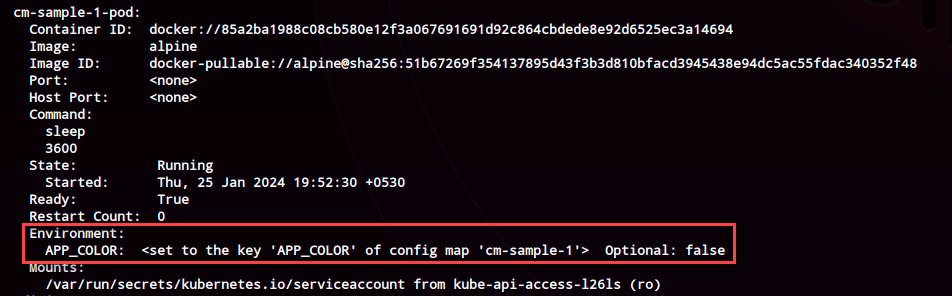 cm-sample-1-pod:
Container ID: docker://85a2ba1988c08cb580e12f3a067691691d92c864cbdede8e92d6525ec3a14694
Image: alpine
Image ID: docker-pullable://alpine@sha256:51b67269f354137895d43f3b3d810bfacd3945438e94dc5ac55fdac340352f48
Port: <none>
Host Port: <none>
Command:
sleep
3600
State: Running
Started: Thu, 25 Jan 2024 19:52:30 +0530
Ready: True
Restart Count: 0
Environment:
APP_COLOR: <set to the key 'APP_COLOR' of config map 'cm-sample-1'> Optional: false
Mounts:
/var/run/secrets/kubernetes.io/serviceaccount from kube-api-access-l26ls (ro)